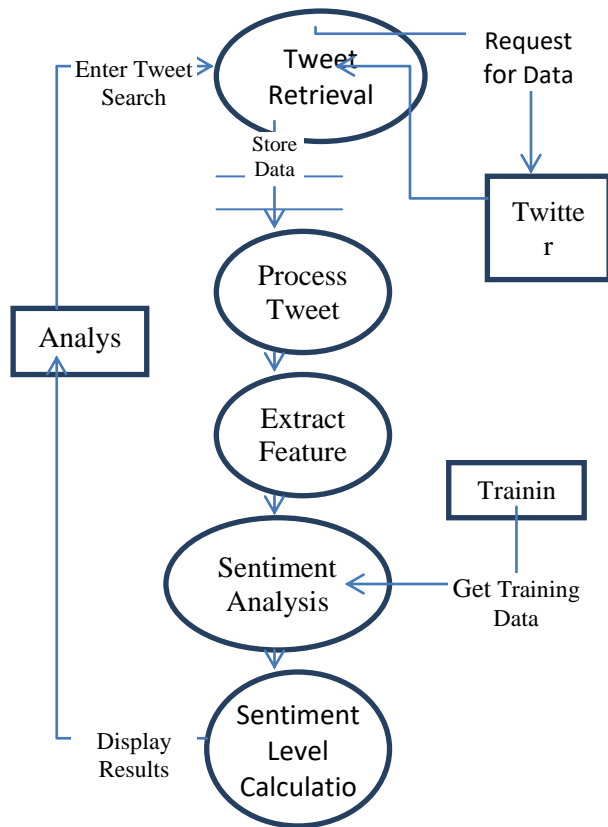 Enter Tweet
Search
Tweet
Retrieval
Request
for Data
Store
Data
Twitte
r
Process
Tweet
Analys
Extract
Feature
Trainin
Sentiment
Analysis
Get Training
Data
Sentiment
Level
Calculatio
Display
Results